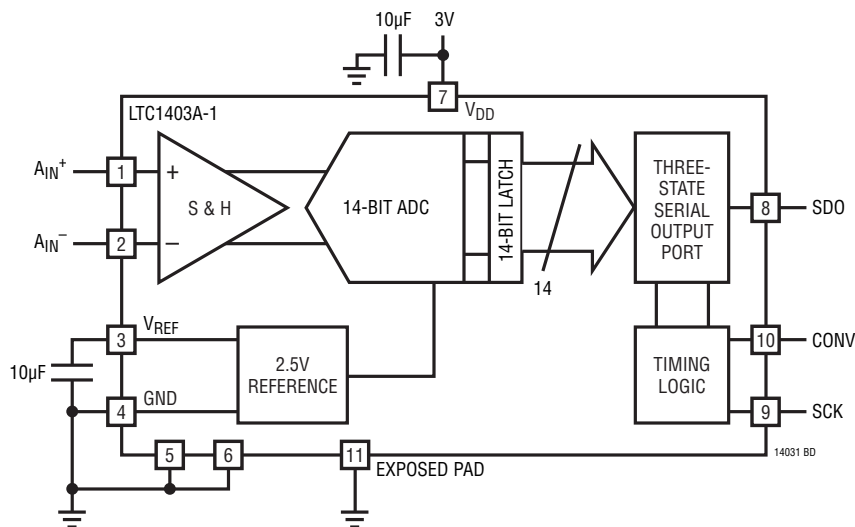 10µF
3V
7
VDD
LTC1403A-1
AIN+
1
+
S & H
AIN–
2
–
14-BIT ADC
14-BIT LATCH
14
THREE-
STATE
SERIAL
OUTPUT
PORT
8
SDO
3
VREF
10µF
4
GND
2.5V
REFERENCE
TIMING
LOGIC
10
CONV
9
SCK
5
6
11
EXPOSED PAD
14031 BD